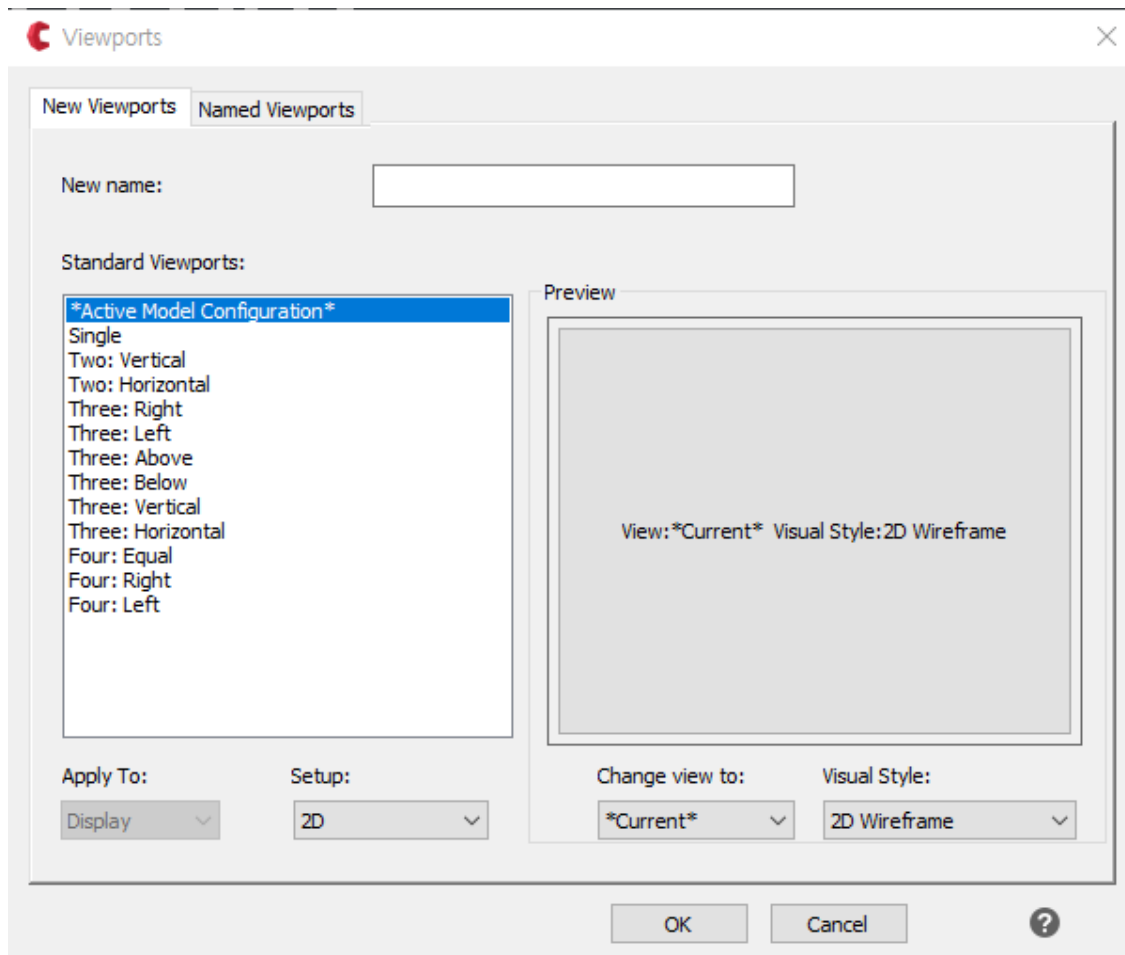 Viewports
New Viewports
Named Viewports
New name:
Standard Viewports:
*Active Model Configuration*
Single
Two: Vertical
Two: Horizontal
Three: Right
Three: Left
Three: Above
Three: Below
Three: Vertical
Three: Horizontal
Four: Equal
Four: Right
Four: Left
Preview
View:*Current*  Visual Style:2D Wireframe
Apply To:
Setup:
Change view to:
Visual Style:
Display
2D
*Current*
2D Wireframe
OK
Cancel
?